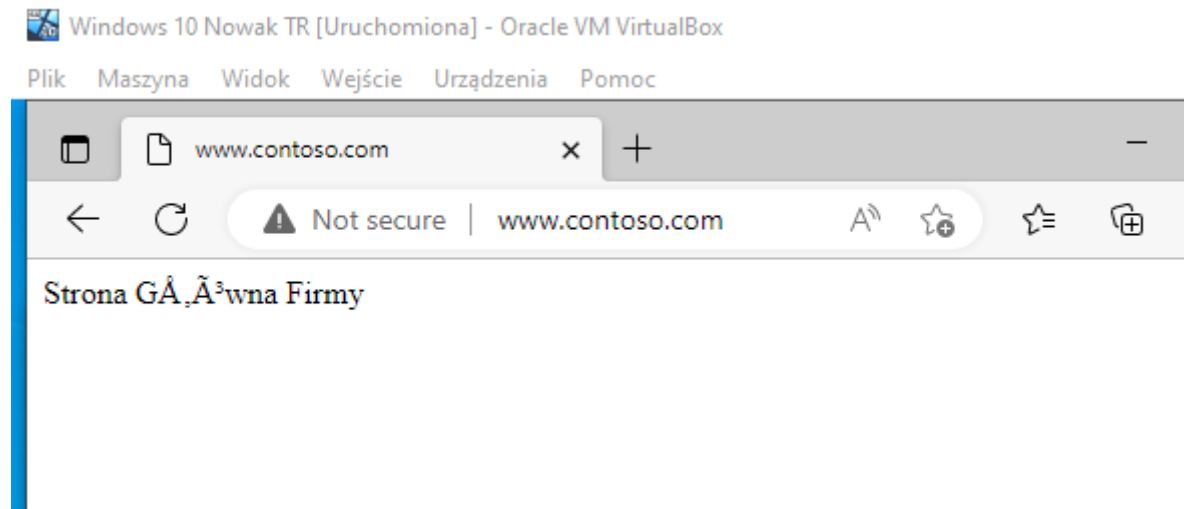 Windows 10 Nowak TR [Uruchomiona] - Oracle VM VirtualBox
Plik Maszyna Widok Wejście Urządzenia Pomoc
www.contoso.com
Not secure www.contoso.com
Strona GÅ‚Ã³wna Firmy